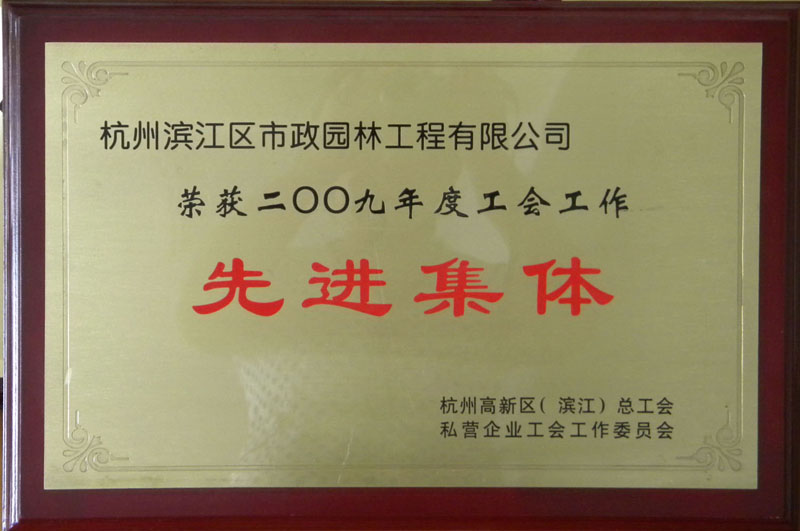 杭州滨江区市政园林工程有限公司
荣获二〇〇九年度工会工作
先进集体
杭州高新区(滨江)总工会
私营企业工会工作委员会